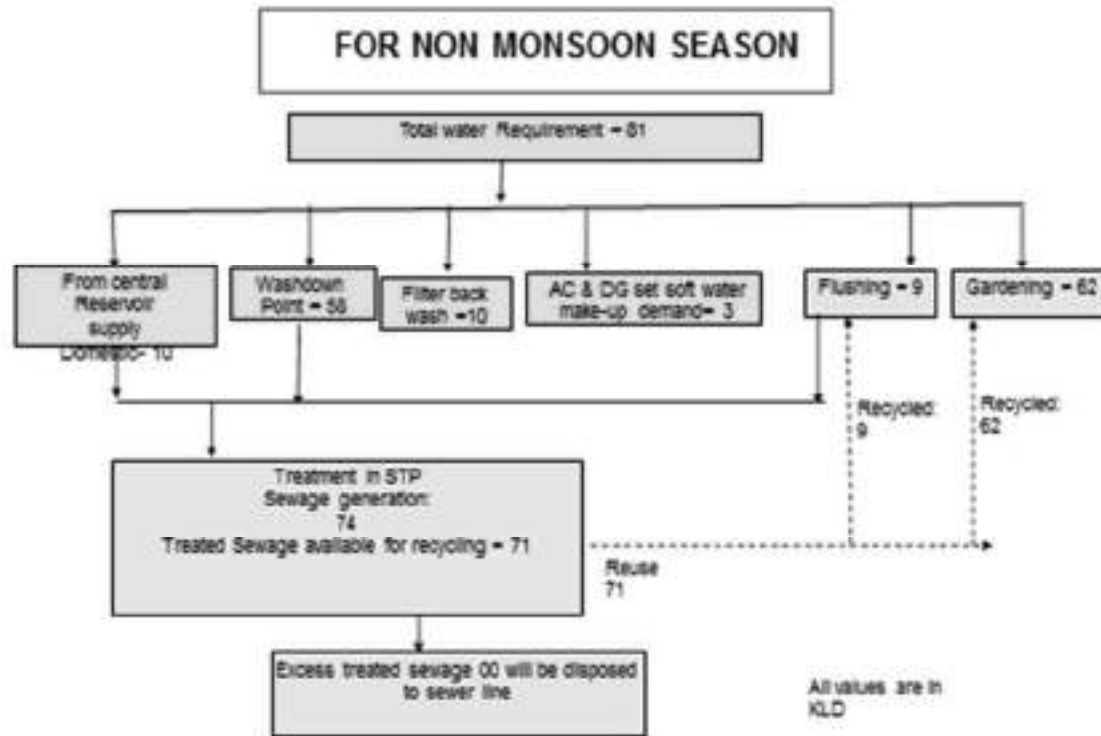 FOR NON MONSOON SEASON
Total water Requirement = 81
From central
Reservoir
supply
Domestic- 10
Washdown
Point = 58
Filter back
wash =10
AC & DG set soft water
make-up demand= 3
Flushing = 9
Gardening = 62
Recycled:
9
Recycled:
62
Treatment in STP
Sewage generation:
74
Treated Sewage available for recycling = 71
Reuse
71
Excess treated sewage 00 will be disposed
to sewer line
All values are in
KLD